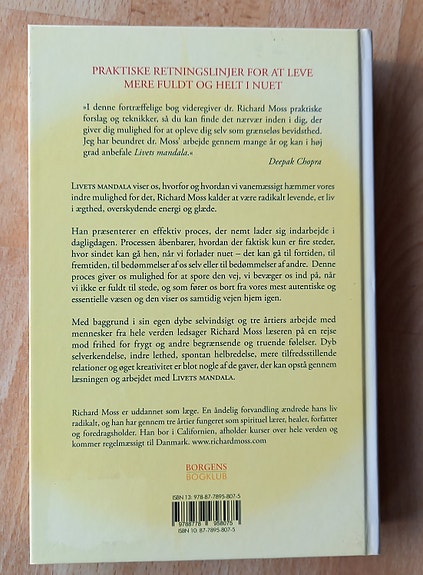 PRAKTISKE RETNINGSLINJER FOR AT LEVE
MERE FULDT OG HELT I NUET
»I denne fortræffelige bog videregiver dr. Richard Moss praktiske
forslag og teknikker, så du kan finde det nærvær inden i dig, der
giver dig mulighed for at opleve dig selv som grænseløs bevidsthed.
Jeg har beundret dr. Moss' arbejde gennem mange år og kan i høj
grad anbefale Livets mandala.«
Deepak Chopra
LIVETS MANDALA viser os, hvorfor og hvordan vi vanemæssigt hæmmer vores
indre mulighed for det, Richard Moss kalder at være radikalt levende, er liv
i ægthed, overskydende energi og glæde.
Han præsenterer en effektiv proces, der nemt lader sig indarbejde i
dagligdagen. Processen åbenbarer, hvordan der faktisk kun er fire steder,
hvor sindet kan gå hen, når vi forlader nuet – det kan gå til fortiden, til
fremtiden, til bedømmelser af os selv eller til bedømmelser af andre. Denne
proces giver os mulighed for at spore den vej, vi bevæger os ind på, når
vi ikke er fuldt til stede, og som fører os bort fra vores mest autentiske og
essentielle væsen og den viser os samtidig vejen hjem igen.
Med baggrund i sin egen dybe selvindsigt og tre årtiers arbejde med
mennesker fra hele verden ledsager Richard Moss læseren på en rejse
mod frihed for frygt og andre begrænsende og truende følelser. Dyb
selverkendelse, indre lethed, spontan helbredelse, mere tilfredsstillende
relationer og øget kreativitet er blot nogle af de gaver, der kan opstå gennem
læsningen og arbejdet med LIVETS MANDALA.
Richard Moss er uddannet som læge. En åndelig forvandling ændrede hans liv
radikalt, og han har gennem tre årtier fungeret som spirituel lærer, healer, forfatter
og foredragsholder. Han bor i Californien, afholder kurser over hele verden og
kommer regelmæssigt til Danmark. www.richardmoss.com
BORGENS
BOGKLUB
ISBN 13: 978-87-7895-807-5
9 788778 958075
ISBN 10: 87-7895-807-5